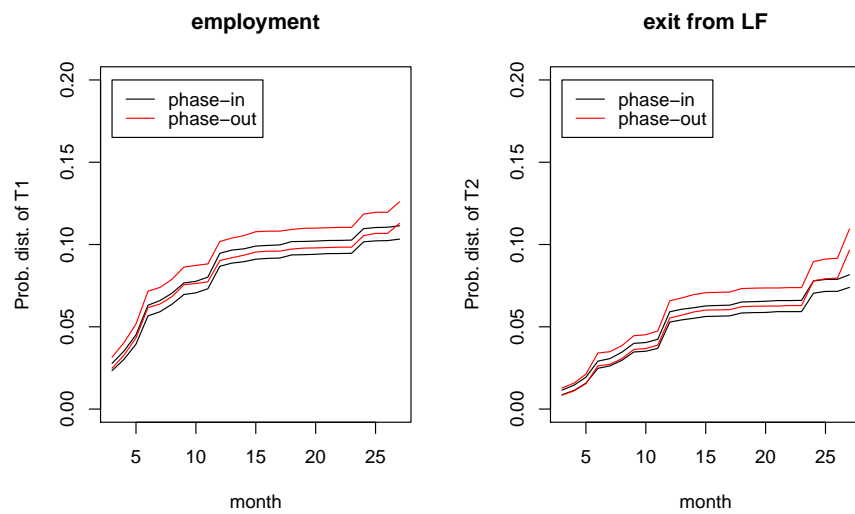 employment
phase−in
phase−out
Prob. dist. of T1
0.00
0.05
0.10
0.15
0.20
5
10
15
20
25
month
exit from LF
phase−in
phase−out
Prob. dist. of T2
0.00
0.05
0.10
0.15
0.20
5
10
15
20
25
month